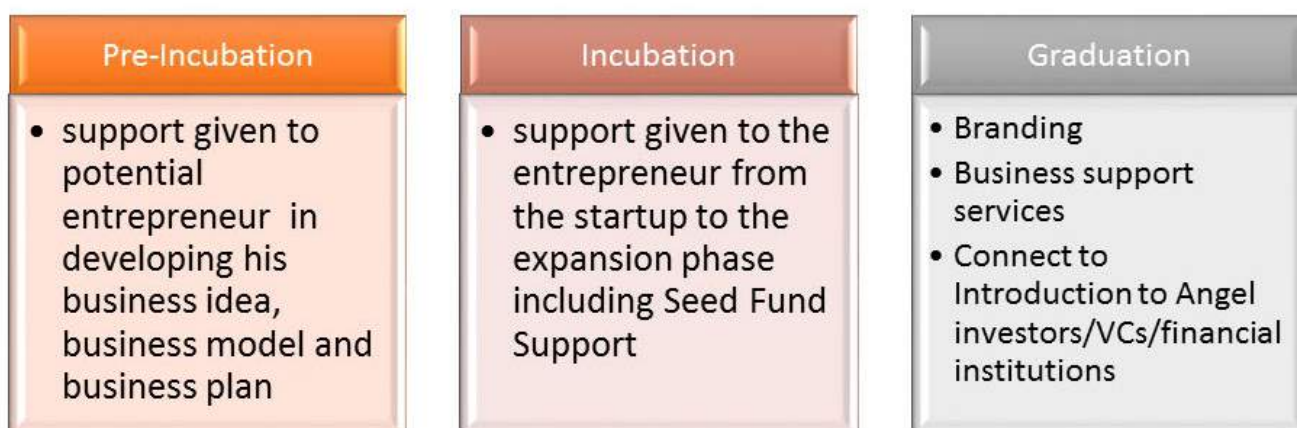 Pre-Incubation
• support given to
potential
entrepreneur in
developing his
business idea,
business model and
business plan
Incubation
• support given to the
entrepreneur from
the startup to the
expansion phase
including Seed Fund
Support
Graduation
• Branding
• Business support
services
• Connect to
Introduction to Angel
investors/VCs/financial
institutions